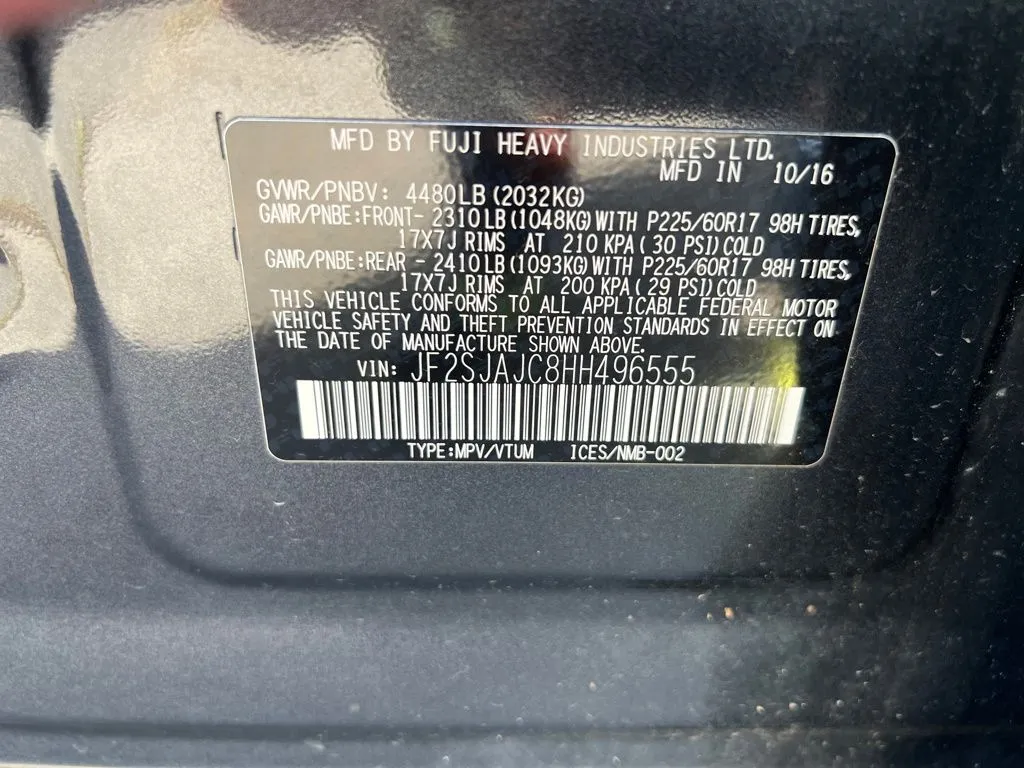 MFD BY FUJI HEAVY INDUSTRIES LTD.
MFD IN 10/16
GVWR/PNBV: 4480LB(2032KG)
GAWR/PNBE:FRONT- 2310LB(1048KG)WITH P225/60R17 98H TIRES,
17X7J RIMS AT 210 KPA( 30 PSI)COLD
GAWR/PNBE:REAR - 2410LB(1093KG)WITH P225/60R17 98H TIRES,
17X7J RIMS AT 200 KPA( 29 PSI)COLD
THIS VEHICLE CONFORMS TO ALL APPLICABLE FEDERAL MOTOR
VEHICLE SAFETY AND THEFT PREVENTION STANDARDS IN EFFECT ON
THE DATE OF MANUFACTURE SHOWN ABOVE.
VIN: JF2SJAJC8HH496555
TYPE:MPV/VTUM ICES/NMB-002